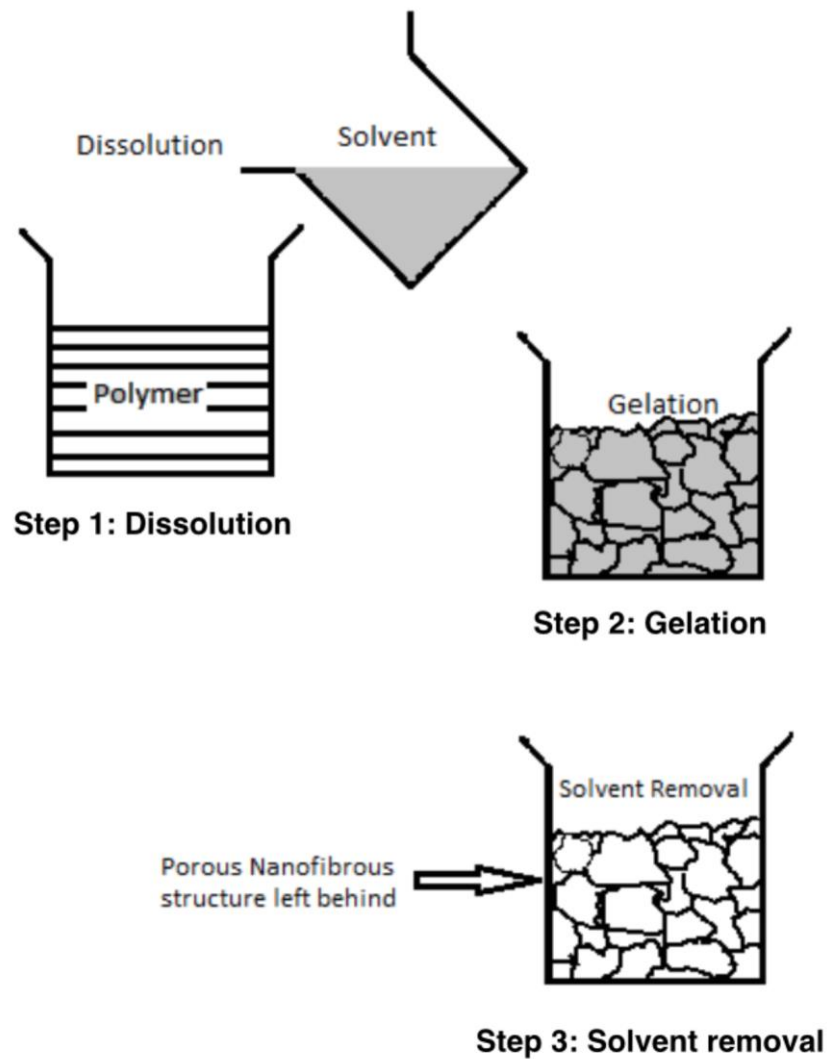 Dissolution
Solvent
Polymer
Step 1: Dissolution
Gelation
Step 2: Gelation
Solvent Removal
Porous Nanofibrous
structure left behind
Step 3: Solvent removal